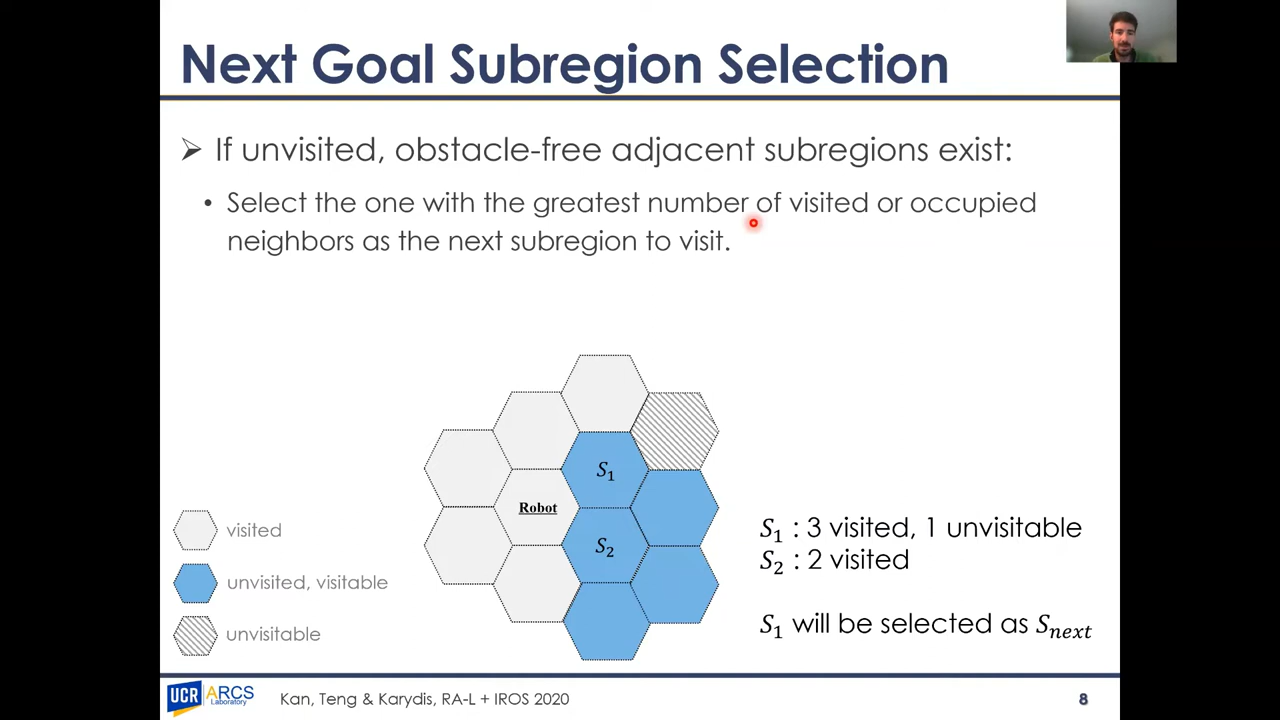 Next Goal Subregion Selection
➢ If unvisited, obstacle-free adjacent subregions exist:
• Select the one with the greatest number of visited or occupied
neighbors as the next subregion to visit.
S₁
Robot
S₂
visited
unvisited, visitable
unvisitable
S₁ : 3 visited, 1 unvisitable
S₂ : 2 visited
S₁ will be selected as Sₙₑₓₜ
UCR ARCS
Laboratory
Kan, Teng & Karydis, RA-L + IROS 2020
8